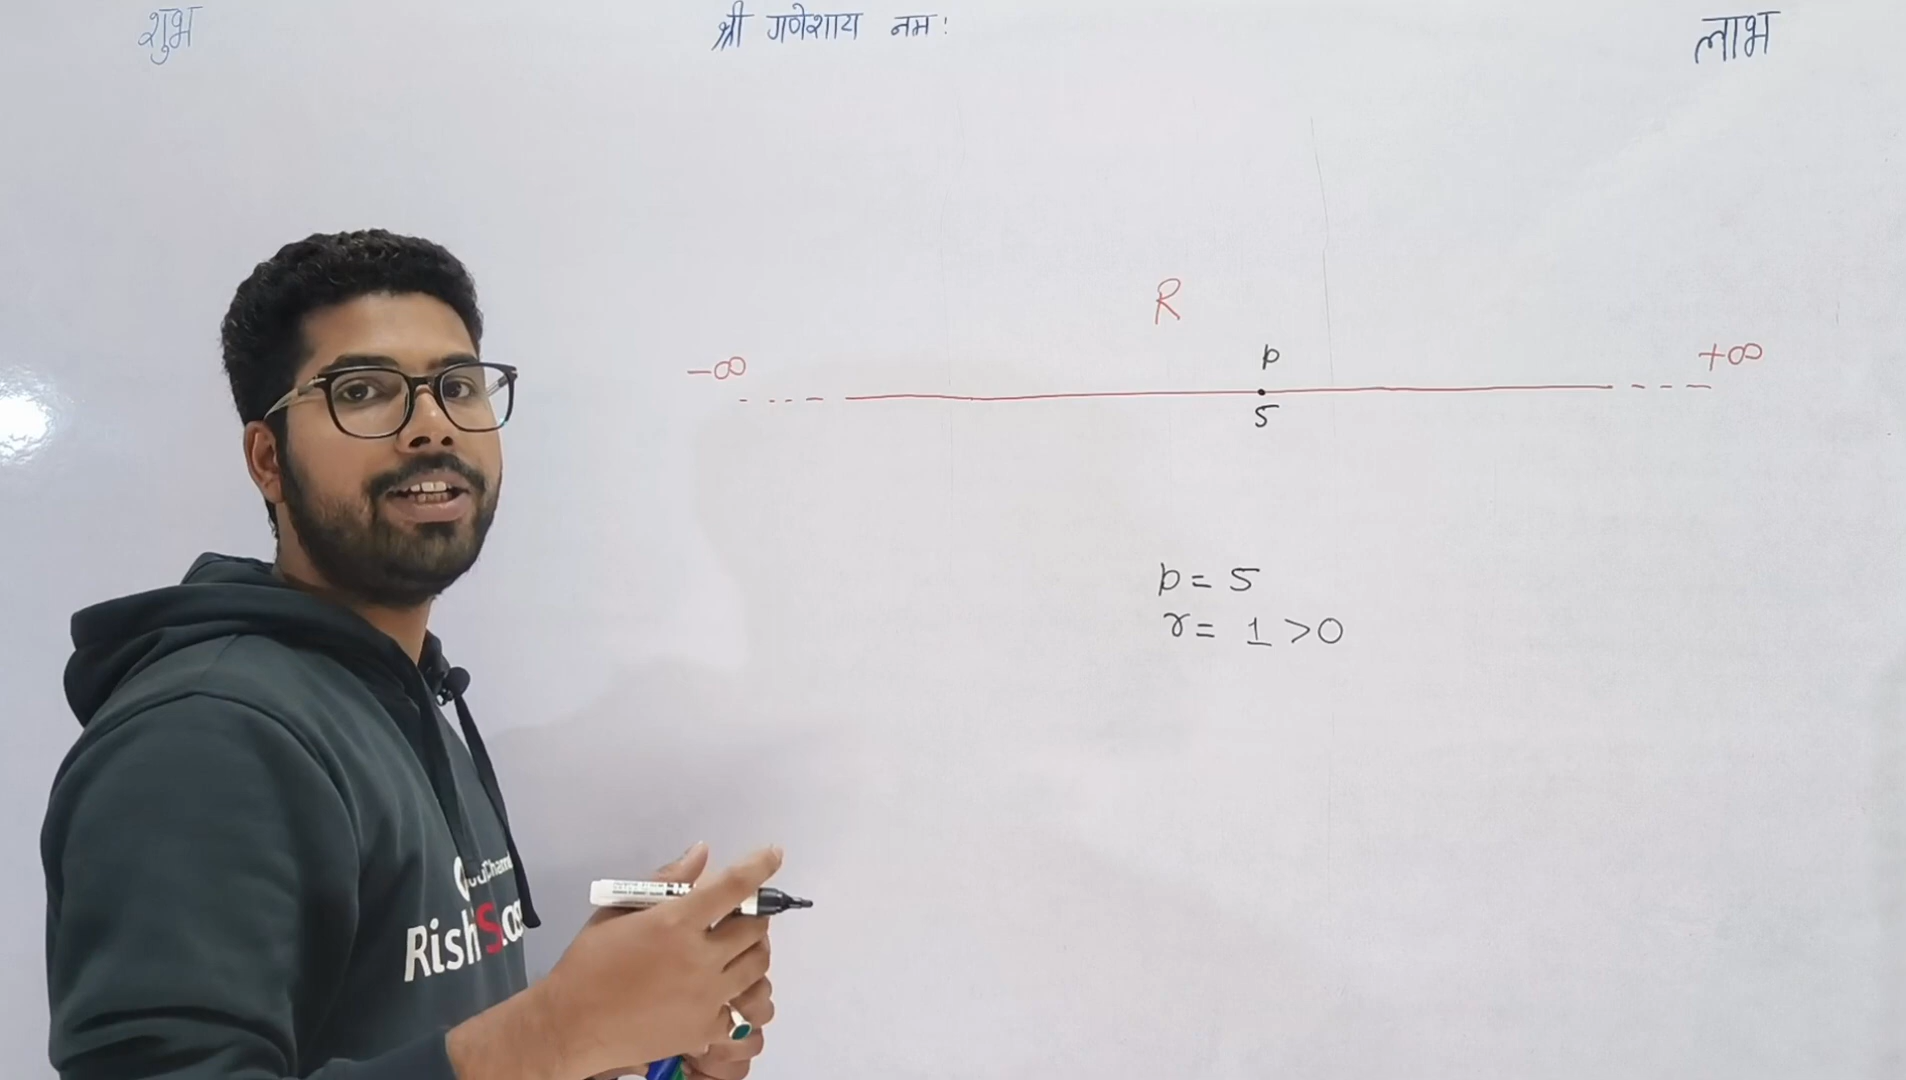 शुभ श्री गणेशाय नमः लाभ
R
-∞ +∞
p
5
p = 5
r = 1 > 0